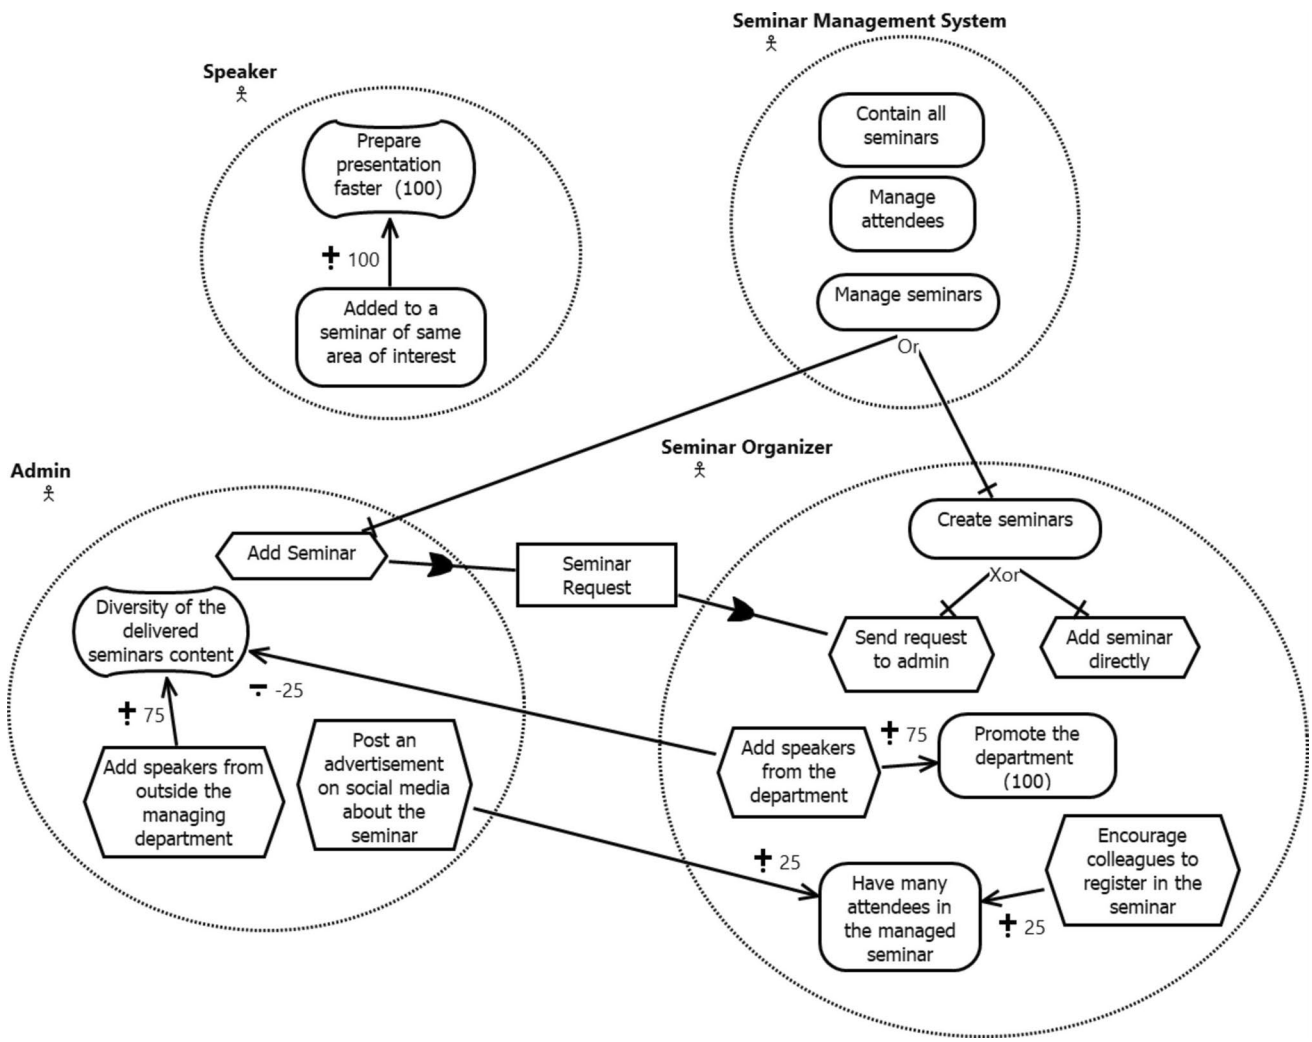 Seminar Management System
Speaker
Contain all
seminars
Prepare
presentation
faster (100)
Manage
attendees
100
Added to a
seminar of same
area of interest
Manage seminars
Or
Seminar Organizer
Admin
Create seminars
Add Seminar
Seminar
Request
Xor
Diversity of the
delivered
seminars content
Send request
to admin
Add seminar
directly
-25
75
Add speakers from
outside the
managing
department
Post an
advertisement
on social media
about the
seminar
Add speakers
from the
department
75
Promote the
department
(100)
25
Have many
attendees in
the managed
seminar
Encourage
colleagues to
register in the
seminar
25